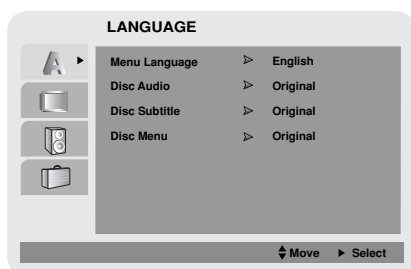 LANGUAGE
A
Menu Language English
Disc Audio Original
Disc Subtitle Original
Disc Menu Original
Move Select